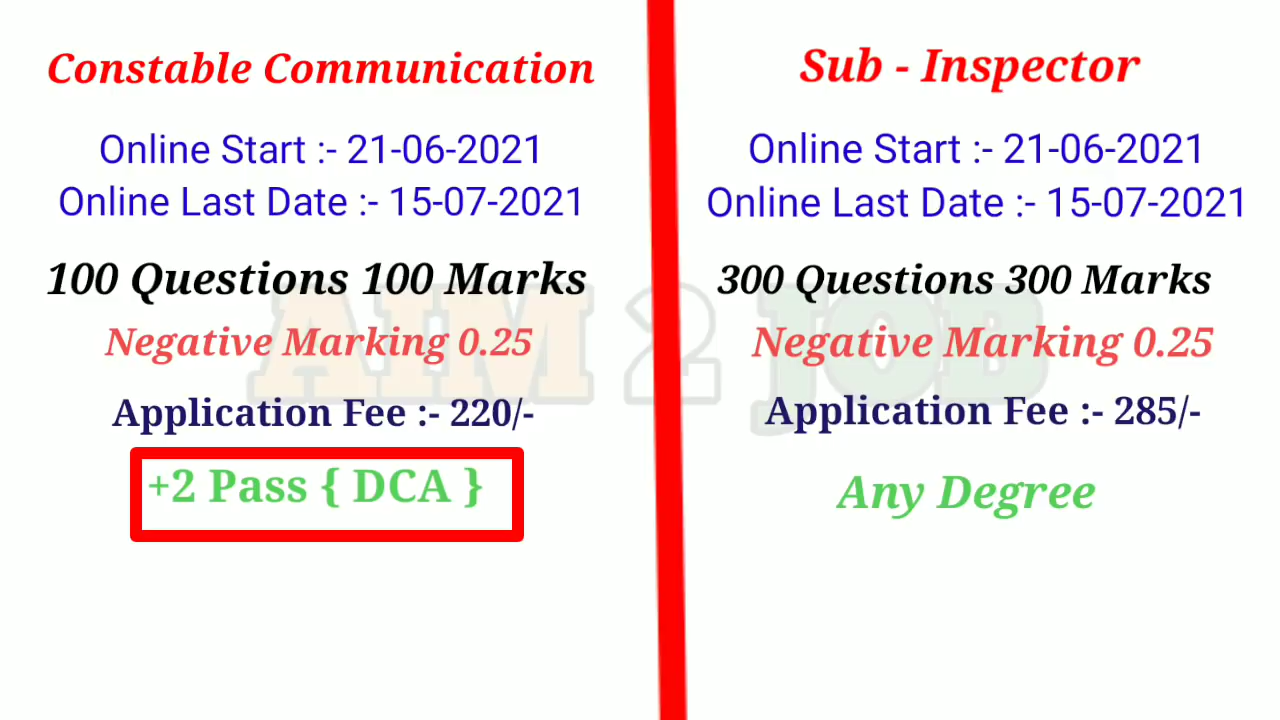 Constable Communication
Online Start :- 21-06-2021
Online Last Date :- 15-07-2021
100 Questions 100 Marks
Negative Marking 0.25
Application Fee :- 220/-
+2 Pass { DCA }
Sub - Inspector
Online Start :- 21-06-2021
Online Last Date :- 15-07-2021
300 Questions 300 Marks
Negative Marking 0.25
Application Fee :- 285/-
Any Degree
AIM 2 JOB